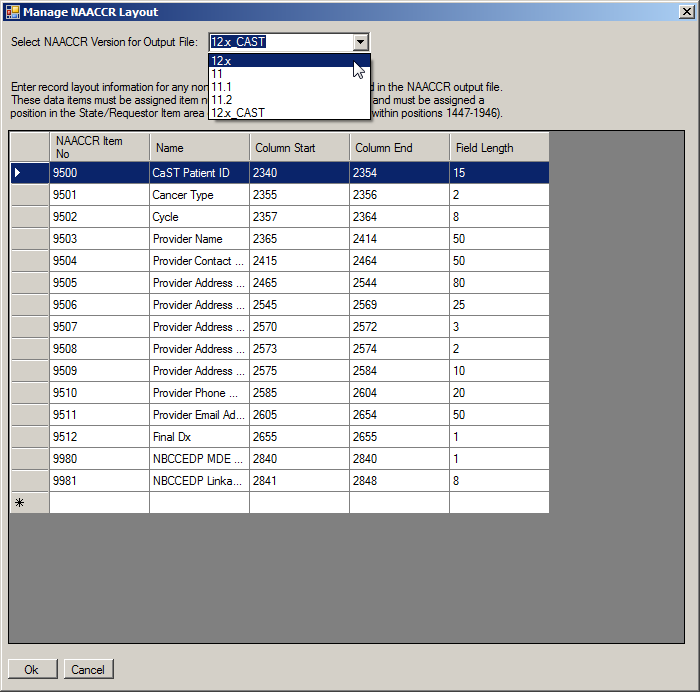 Manage NAACCR Layout
Select NAACCR Version for Output File: 12.x_CAST
12.x
11
11.1
11.2
12.x_CAST
Enter record layout information for any non d in the NAACCR output file.
These data items must be assigned item n and must be assigned a
position in the State/Requestor Item area within positions 1447-1946).
NAACCR Item No Name Column Start Column End Field Length
9500 CaST Patient ID 2340 2354 15
9501 Cancer Type 2355 2356 2
9502 Cycle 2357 2364 8
9503 Provider Name 2365 2414 50
9504 Provider Contact ... 2415 2464 50
9505 Provider Address ... 2465 2544 80
9506 Provider Address ... 2545 2569 25
9507 Provider Address ... 2570 2572 3
9508 Provider Address ... 2573 2574 2
9509 Provider Address ... 2575 2584 10
9510 Provider Phone ... 2585 2604 20
9511 Provider Email Ad... 2605 2654 50
9512 Final Dx 2655 2655 1
9980 NBCCEDP MDE ... 2840 2840 1
9981 NBCCEDP Linka... 2841 2848 8
Ok Cancel